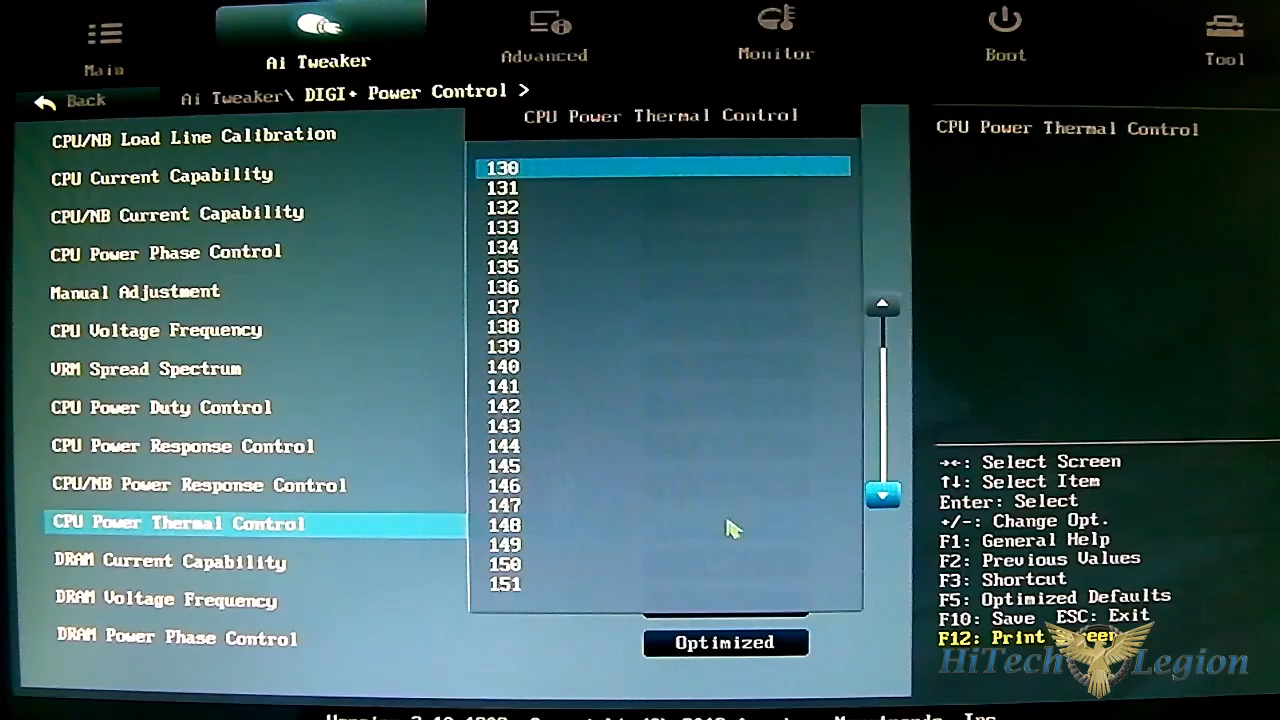 Main
Ai Tweaker
Advanced
Monitor
Boot
Tool
Back
Ai Tweaker\ DIGI+ Power Control >
CPU/NB Load Line Calibration
CPU Current Capability
CPU/NB Current Capability
CPU Power Phase Control
Manual Adjustment
CPU Voltage Frequency
VRM Spread Spectrum
CPU Power Duty Control
CPU Power Response Control
CPU/NB Power Response Control
CPU Power Thermal Control
DRAM Current Capability
DRAM Voltage Frequency
DRAM Power Phase Control
CPU Power Thermal Control
130
131
132
133
134
135
136
137
138
139
140
141
142
143
144
145
146
147
148
149
150
151
Optimized
CPU Power Thermal Control
→←: Select Screen
↑↓: Select Item
Enter: Select
+/-: Change Opt.
F1: General Help
F2: Previous Values
F3: Shortcut
F5: Optimized Defaults
F10: Save ESC: Exit
F12: Print Screen
HiTech Legion